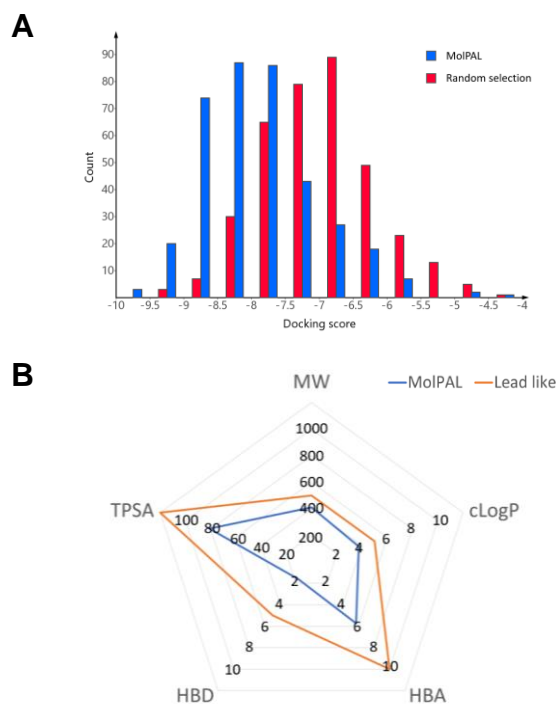 A
90
80
70
60
50
40
30
20
10
Count
MolPAL
Random selection
-10 -9.5 -9 -8.5 -8 -7.5 -7 -6.5 -6 -5.5 -5 -4.5 -4
Docking score
B
MolPAL Lead like
MW
1000
800
600
400
200
TPSA 100 80 60 40 20
2 4 6 8 10 cLogP
2 4 6 8 10
HBD
2 4 6 8 10
HBA